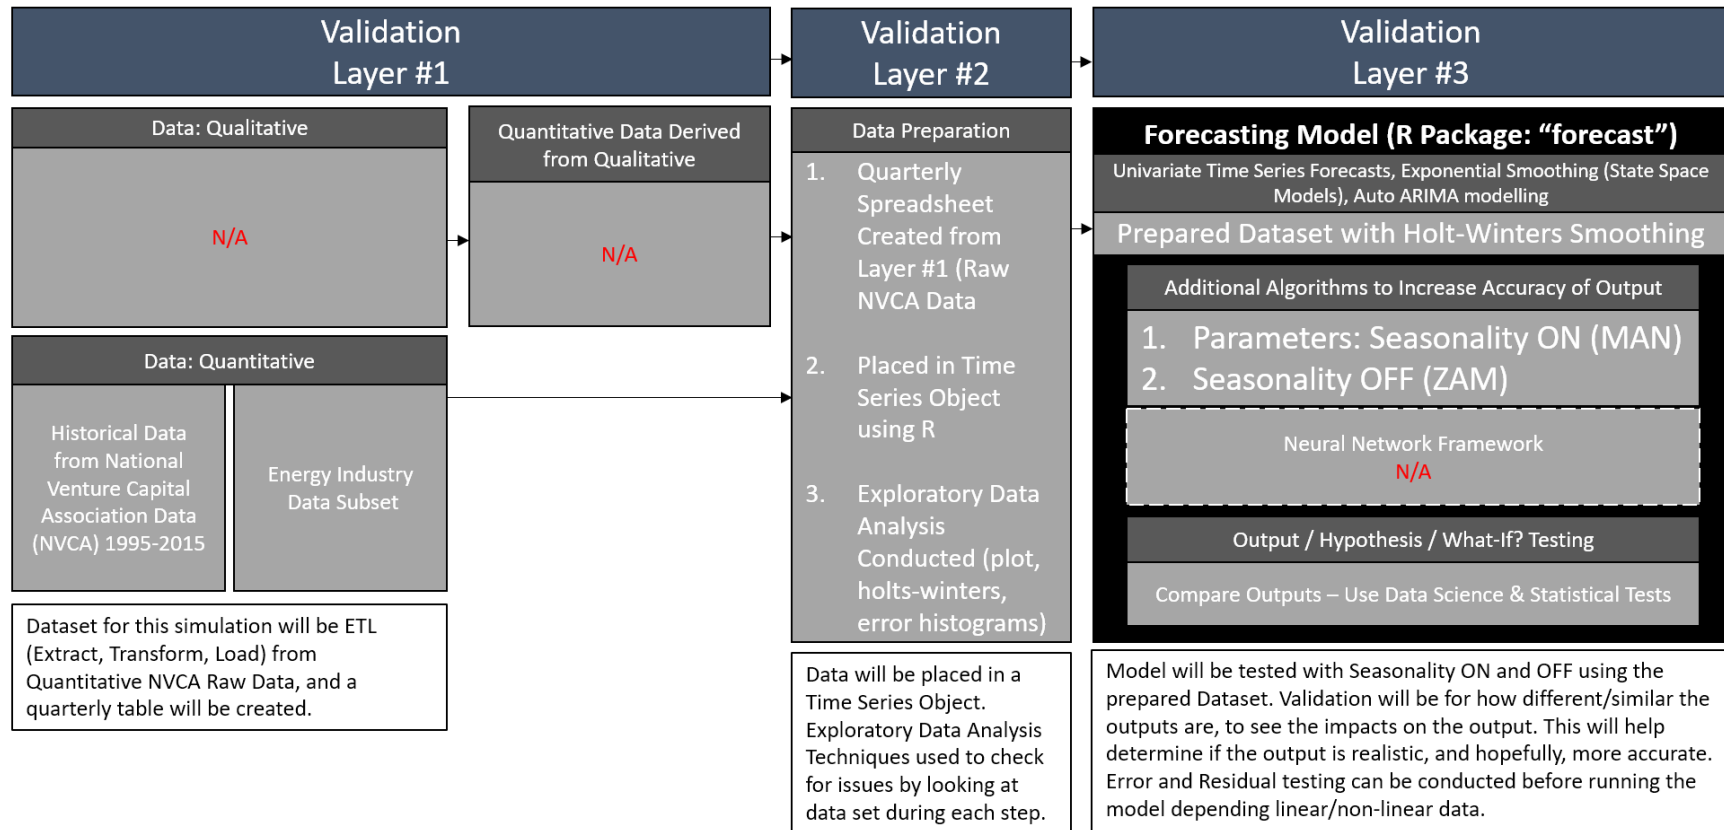 Validation
Layer #1
Validation
Layer #2
Validation
Layer #3
Data: Qualitative
N/A
Quantitative Data Derived
from Qualitative
N/A
Data: Quantitative
Historical Data
from National
Venture Capital
Association Data
(NVCA) 1995-2015
Energy Industry
Data Subset
Dataset for this simulation will be ETL
(Extract, Transform, Load) from
Quantitative NVCA Raw Data, and a
quarterly table will be created.
Data Preparation
1. Quarterly
Spreadsheet
Created from
Layer #1 (Raw
NVCA Data
2. Placed in Time
Series Object
using R
3. Exploratory Data
Analysis
Conducted (plot,
holts-winters,
error histograms)
Data will be placed in a
Time Series Object.
Exploratory Data Analysis
Techniques used to check
for issues by looking at
data set during each step.
Forecasting Model (R Package: “forecast”)
Univariate Time Series Forecasts, Exponential Smoothing (State Space
Models), Auto ARIMA modelling
Prepared Dataset with Holt-Winters Smoothing
Additional Algorithms to Increase Accuracy of Output
1. Parameters: Seasonality ON (MAN)
2. Seasonality OFF (ZAM)
Neural Network Framework
N/A
Output / Hypothesis / What-If? Testing
Compare Outputs – Use Data Science & Statistical Tests
Model will be tested with Seasonality ON and OFF using the
prepared Dataset. Validation will be for how different/similar the
outputs are, to see the impacts on the output. This will help
determine if the output is realistic, and hopefully, more accurate.
Error and Residual testing can be conducted before running the
model depending linear/non-linear data.